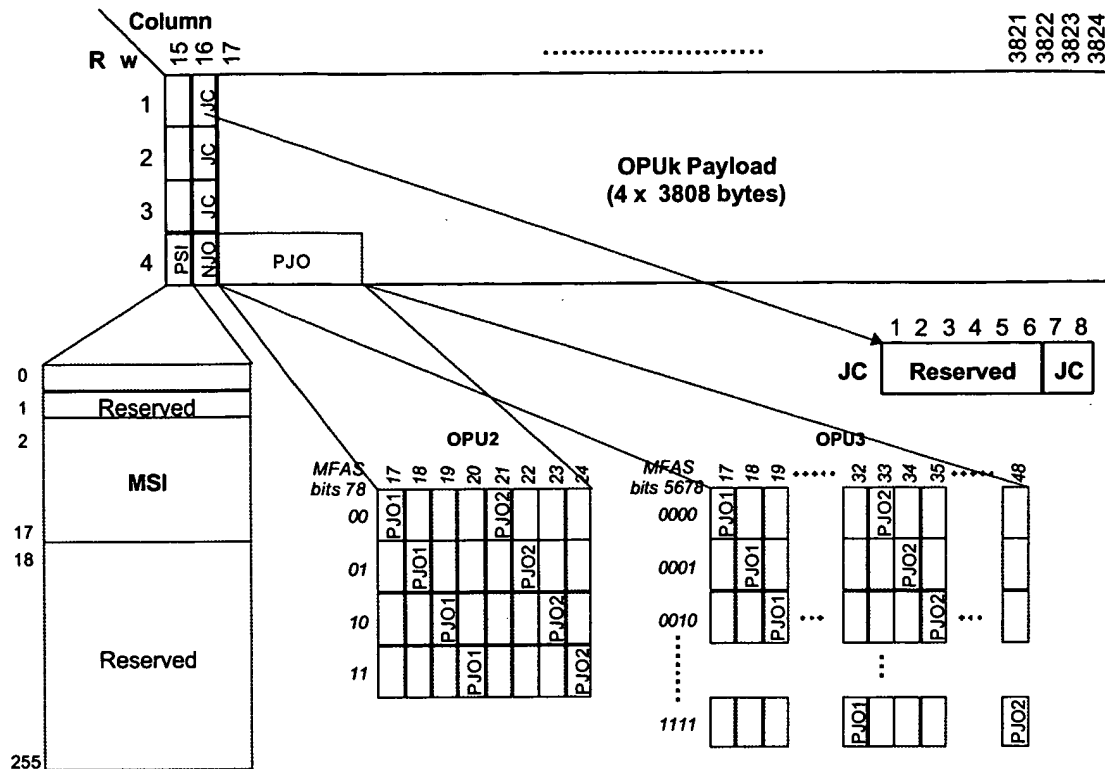 Column
R w
15 16 17
3821 3822 3823 3824
1 /JC
2 JC
3 JC
4 PSI NJO PJO
OPUk Payload
(4 x 3808 bytes)
1 2 3 4 5 6 7 8
JC Reserved JC
0
1 Reserved
2
MSI
17
18
Reserved
255
OPU2
MFAS
bits 78
17 18 19 20 21 22 23 24
00 PJO1 PJO2
01 PJO1 PJO2
10 PJO1 PJO2
11 PJO1 PJO2
OPU3
MFAS
bits 5678
17 18 19 32 33 34 35 48
0000 PJO1 PJO2
0001 PJO1 PJO2
0010 PJO1 PJO2
1111 PJO1 PJO2